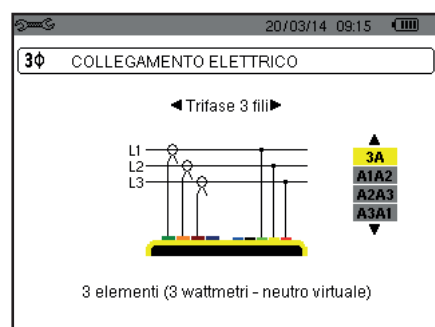 20/03/14 09:15
3Φ COLLEGAMENTO ELETTRICO
◄Trifase 3 fili►
L1
L2
L3
3A
A1A2
A2A3
A3A1
3 elementi (3 wattmetri - neutro virtuale)